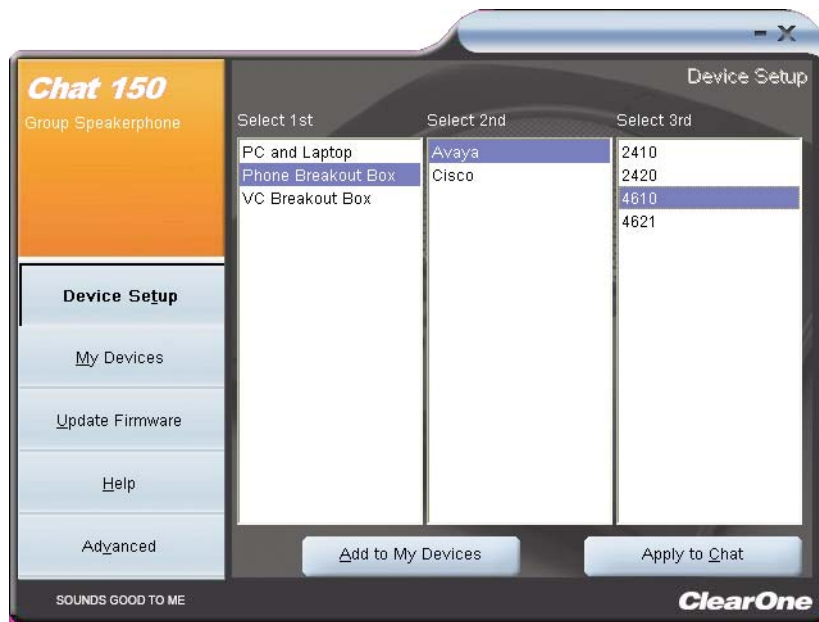 - X
Chat 150
Group Speakerphone
Device Setup
Select 1st
Select 2nd
Select 3rd
PC and Laptop
Phone Breakout Box
VC Breakout Box
Avaya
Cisco
2410
2420
4610
4621
Device Setup
My Devices
Update Firmware
Help
Advanced
Add to My Devices
Apply to Chat
SOUNDS GOOD TO ME
ClearOne